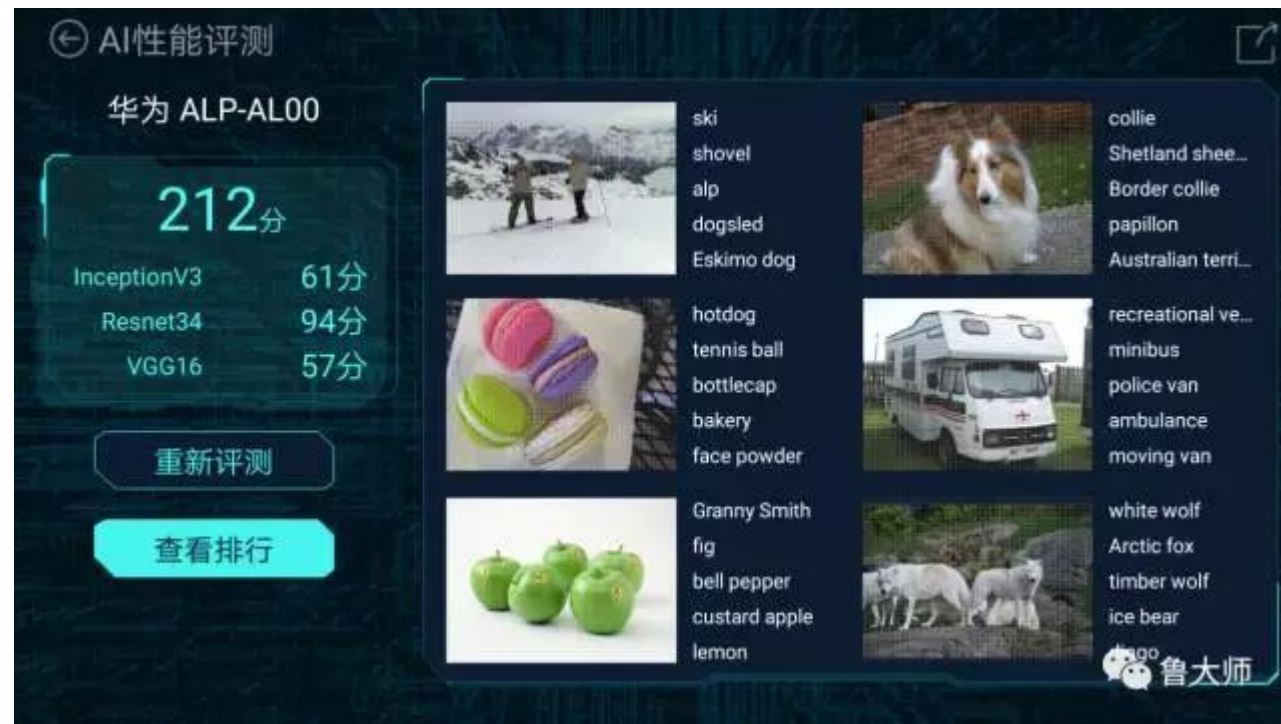 AI性能评测
华为 ALP-AL00
212分
InceptionV3 61分
Resnet34 94分
VGG16 57分
重新评测
查看排行
ski
shovel
alp
dogsled
Eskimo dog
collie
Shetland shee...
Border collie
papillon
Australian terri...
hotdog
tennis ball
bottlecap
bakery
face powder
recreational ve...
minibus
police van
ambulance
moving van
Granny Smith
fig
bell pepper
custard apple
lemon
white wolf
Arctic fox
timber wolf
ice bear
鲁大师